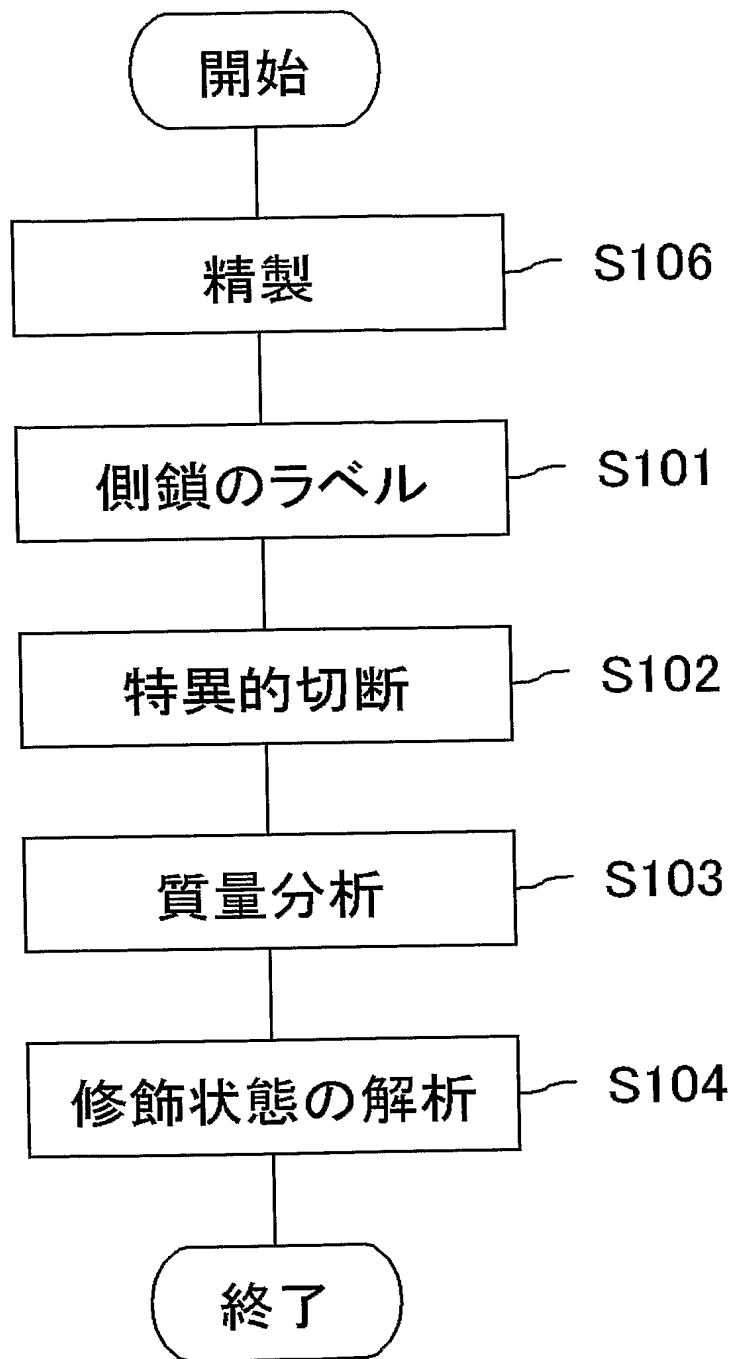 開始
精製
S106
側鎖のラベル
S101
特異的切断
S102
質量分析
S103
修飾状態の解析
S104
終了